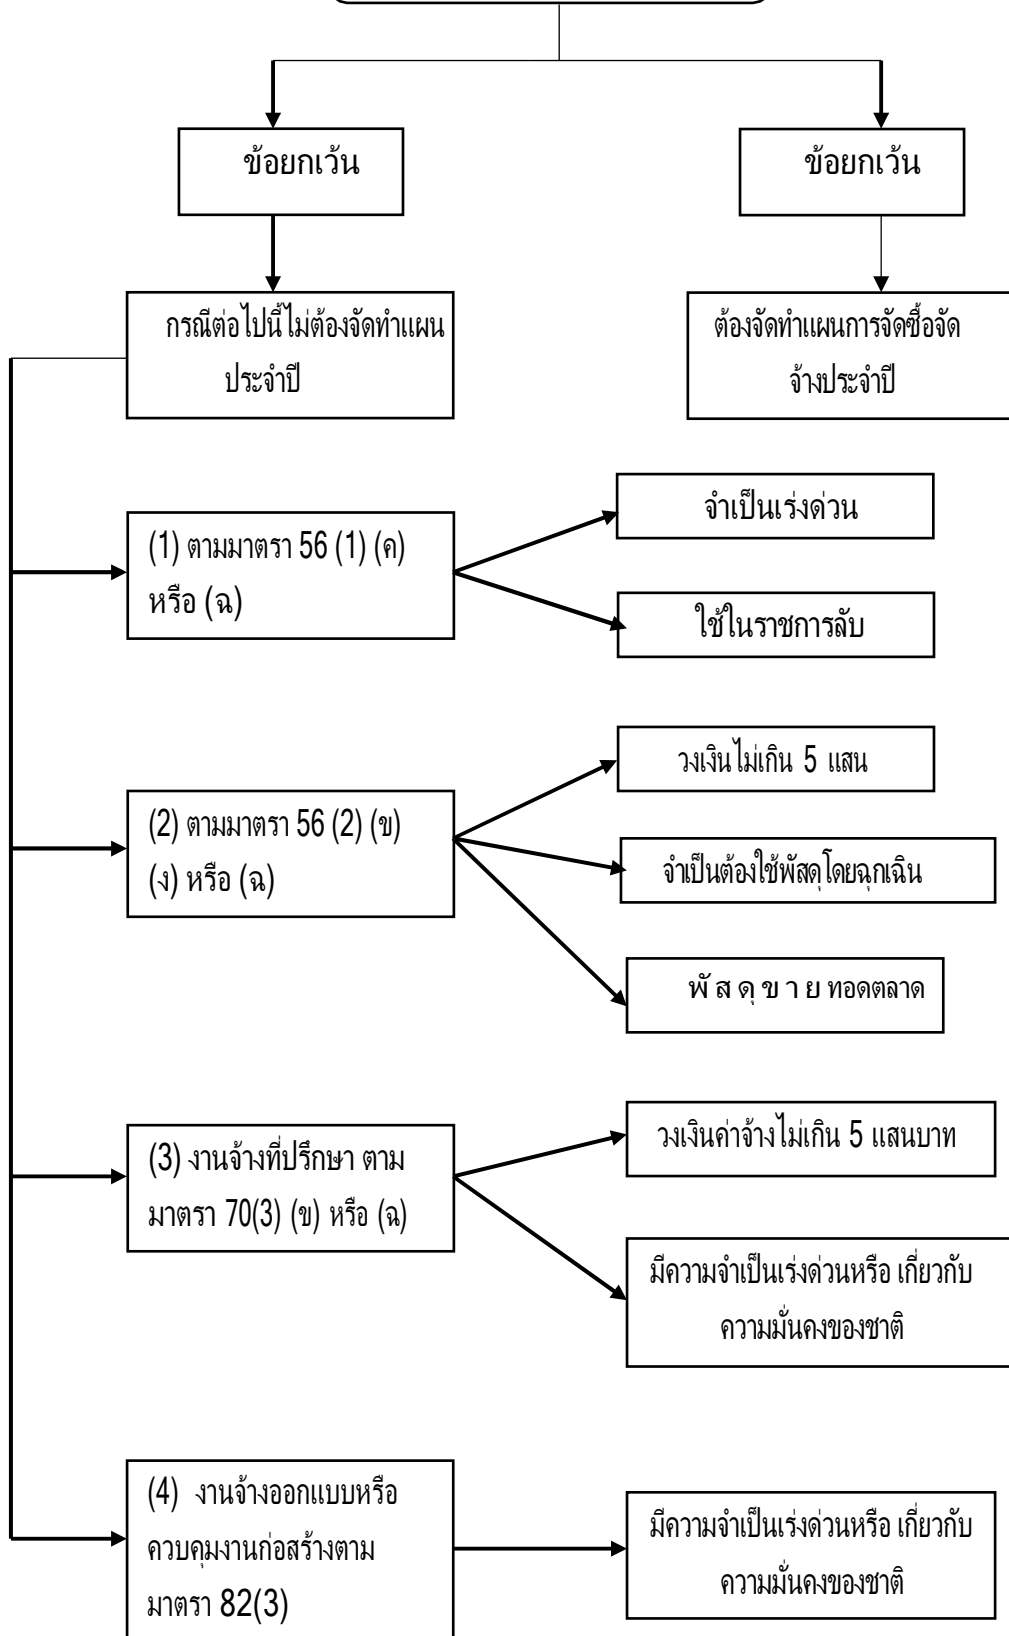 ข้อยกเว้น
ข้อยกเว้น
กรณีต่อไปนี้ไม่ต้องจัดทำแผน
ประจำปี
ต้องจัดทำแผนการจัดซื้อจัด
จ้างประจำปี
(1) ตามมาตรา 56 (1) (ค)
หรือ (ฉ)
จำเป็นเร่งด่วน
ใช้ในราชการลับ
(2) ตามมาตรา 56 (2) (ข)
(ง) หรือ (ฉ)
วงเงินไม่เกิน 5 แสน
จำเป็นต้องใช้พัสดุโดยฉุกเฉิน
พั ส ดุ ข า ย ทอดตลาด
(3) งานจ้างที่ปรึกษา ตาม
มาตรา 70(3) (ข) หรือ (ฉ)
วงเงินค่าจ้างไม่เกิน 5 แสนบาท
มีความจำเป็นเร่งด่วนหรือ เกี่ยวกับ
ความมั่นคงของชาติ
(4) งานจ้างออกแบบหรือ
ควบคุมงานก่อสร้างตาม
มาตรา 82(3)
มีความจำเป็นเร่งด่วนหรือ เกี่ยวกับ
ความมั่นคงของชาติ